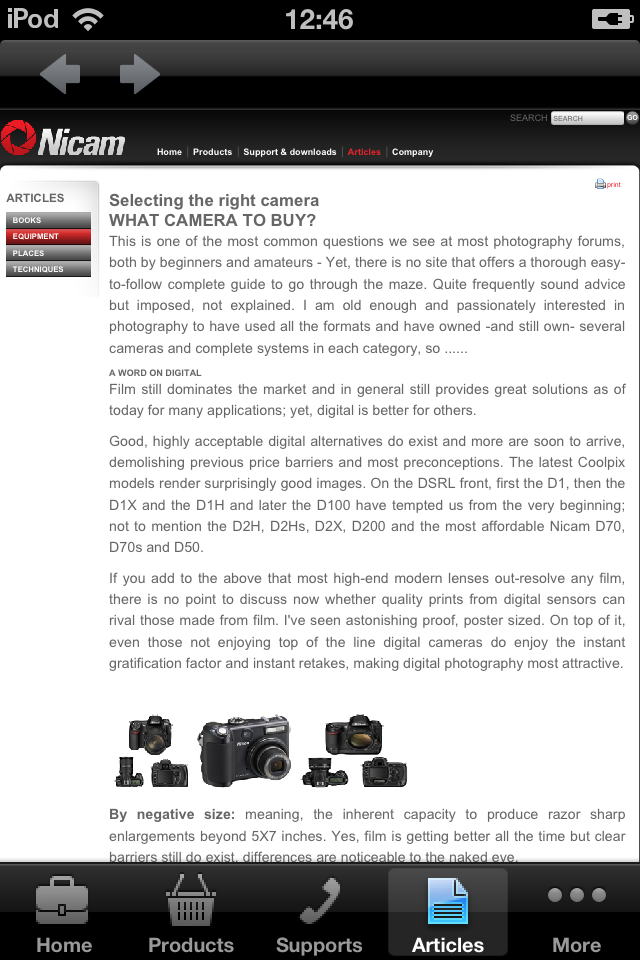 iPod
12:46
SEARCH
SEARCH
GO
Nicam
Home
Products
Support & downloads
Articles
Company
print
ARTICLES
BOOKS
EQUIPMENT
PLACES
TECHNIQUES
Selecting the right camera
WHAT CAMERA TO BUY?
This is one of the most common questions we see at most photography forums,
both by beginners and amateurs - Yet, there is no site that offers a thorough easy-
to-follow complete guide to go through the maze. Quite frequently sound advice
but imposed, not explained. I am old enough and passionately interested in
photography to have used all the formats and have owned -and still own- several
cameras and complete systems in each category, so ......
A WORD ON DIGITAL
Film still dominates the market and in general still provides great solutions as of
today for many applications; yet, digital is better for others.
Good, highly acceptable digital alternatives do exist and more are soon to arrive,
demolishing previous price barriers and most preconceptions. The latest Coolpix
models render surprisingly good images. On the DSRL front, first the D1, then the
D1X and the D1H and later the D100 have tempted us from the very beginning;
not to mention the D2H, D2Hs, D2X, D200 and the most affordable Nicam D70,
D70s and D50.
If you add to the above that most high-end modern lenses out-resolve any film,
there is no point to discuss now whether quality prints from digital sensors can
rival those made from film. I've seen astonishing proof, poster sized. On top of it,
even those not enjoying top of the line digital cameras do enjoy the instant
gratification factor and instant retakes, making digital photography most attractive.
By negative size: meaning, the inherent capacity to produce razor sharp
enlargements beyond 5X7 inches. Yes, film is getting better all the time but clear
barriers still do exist, differences are noticeable to the naked eye.
Home
Products
Supports
Articles
More